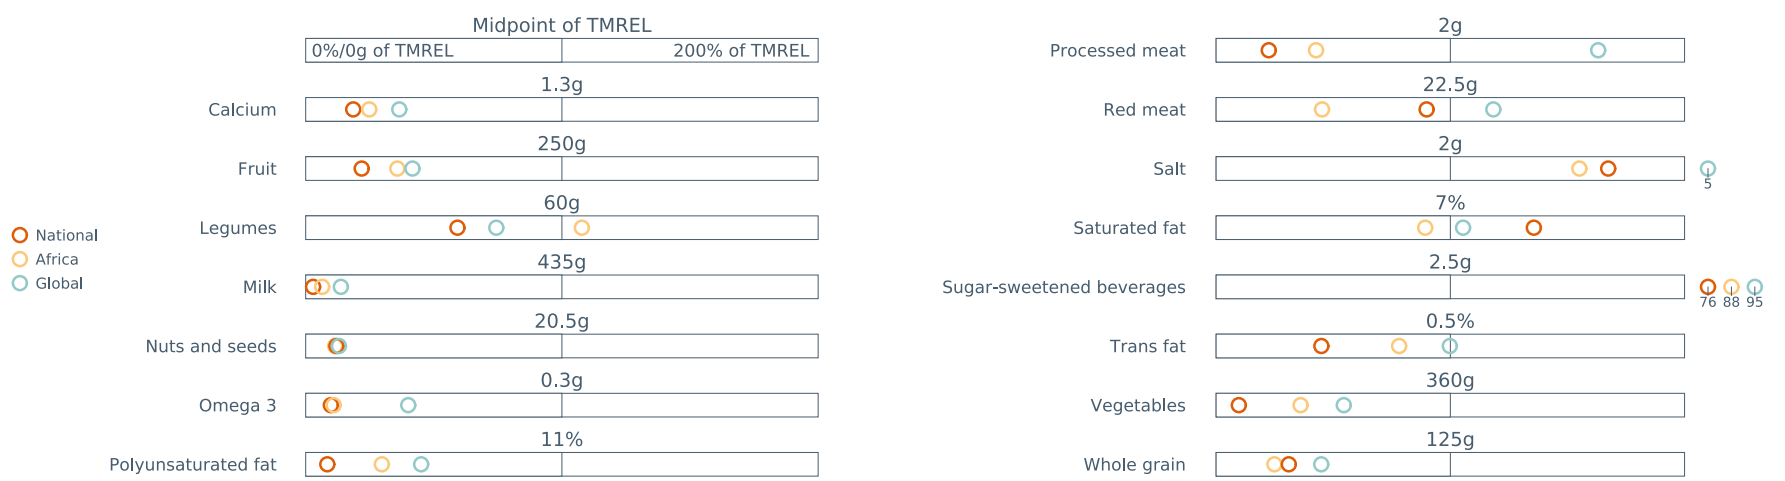 Midpoint of TMREL
0%/0g of TMREL 200% of TMREL
1.3g
Calcium
250g
Fruit
60g
Legumes
435g
Milk
20.5g
Nuts and seeds
0.3g
Omega 3
11%
Polyunsaturated fat
National
Africa
Global
2g
Processed meat
22.5g
Red meat
2g
Salt
5
7%
Saturated fat
2.5g
Sugar-sweetened beverages
76 88 95
0.5%
Trans fat
360g
Vegetables
125g
Whole grain